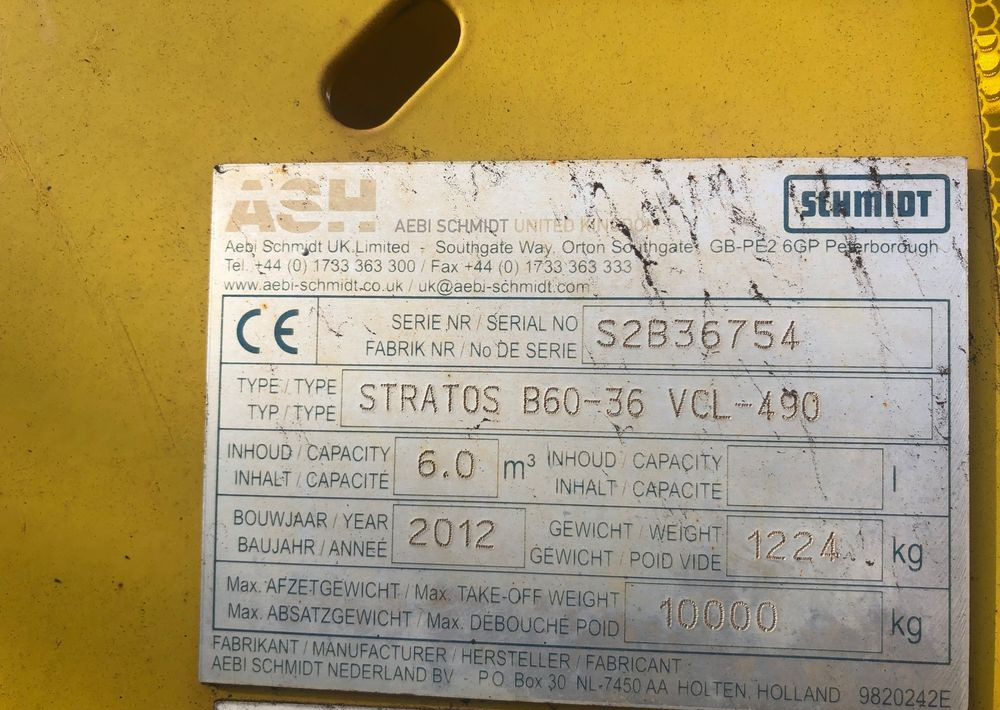 ASH
SCHMIDT
AEBI SCHMIDT UNITED KINGDOM
Aebi Schmidt UK Limited - Southgate Way, Orton Southgate, GB-PE2 6GP Peterborough
Tel. +44 (0) 1733 363 300 / Fax +44 (0) 1733 363 333
www.aebi-schmidt.co.uk / uk@aebi-schmidt.com
CE
SERIE NR / SERIAL NO
FABRIK NR / No DE SERIE
S2B36754
TYPE / TYPE
TYP / TYPE
STRATOS B60-36 VCL-490
INHOUD / CAPACITY
INHALT / CAPACITÉ
6.0 m³
INHOUD / CAPACITY
INHALT / CAPACITÉ
l
BOUWJAAR / YEAR
BAUJAHR / ANNEÉ
2012
GEWICHT / WEIGHT
GEWICHT / POID VIDE
1224 kg
Max. AFZETGEWICHT / Max. TAKE-OFF WEIGHT
Max. ABSATZGEWICHT / Max. DÉBOUCHÉ POID
10000 kg
FABRIKANT / MANUFACTURER / HERSTELLER / FABRICANT
AEBI SCHMIDT NEDERLAND BV - P.O. Box 30 NL-7450 AA HOLTEN, HOLLAND 9820242E